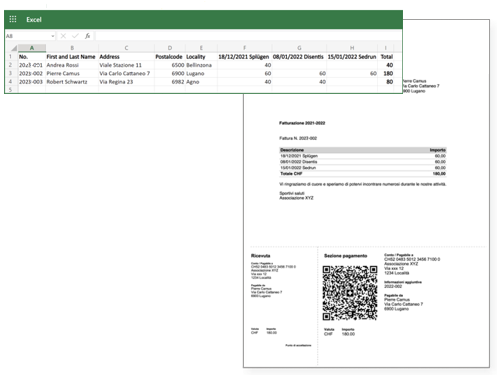 Excel
A8 fx
A B C D E F G H I
1 No. First and Last Name Address Postalcode Locality 18/12/2021 Splügen 08/01/2022 Disentis 15/01/2022 Sedrun Total
2 2023-001 Andrea Rossi Viale Stazione 11 6500 Bellinzona 40 40
3 2023-002 Pierre Camus Via Carlo Cattaneo 7 6900 Lugano 60 60 60 180
4 2023-003 Robert Schwartz Via Regina 23 6982 Agno 40 40 80
5
Pierre Camus
Via Carlo Cattaneo 7
6900 Lugano
Fatturazione 2021-2022
Fattura N. 2023-002
Descrizione Importo
18/12/2021 Splügen 60,00
08/01/2022 Disentis 60,00
15/01/2022 Sedrun 60,00
Totale CHF 180,00
Vi ringraziamo di cuore e speriamo di potervi incontrare numerosi durante le nostre attività.
Sportivi saluti
Associazione XYZ
Ricevuta
Conto / Pagabile a
CH52 0483 5012 3456 7100 0
Associazione XYZ
Via xxx 12
1234 Località
Pagabile da
Pierre Camus
Via Carlo Cattaneo 7
6900 Lugano
Valuta Importo
CHF 180.00
Punto di accettazione
Sezione pagamento
Valuta Importo
CHF 180.00
Conto / Pagabile a
CH52 0483 5012 3456 7100 0
Associazione XYZ
Via xxx 12
1234 Località
Informazioni aggiuntive
2022-002
Pagabile da
Pierre Camus
Via Carlo Cattaneo 7
6900 Lugano